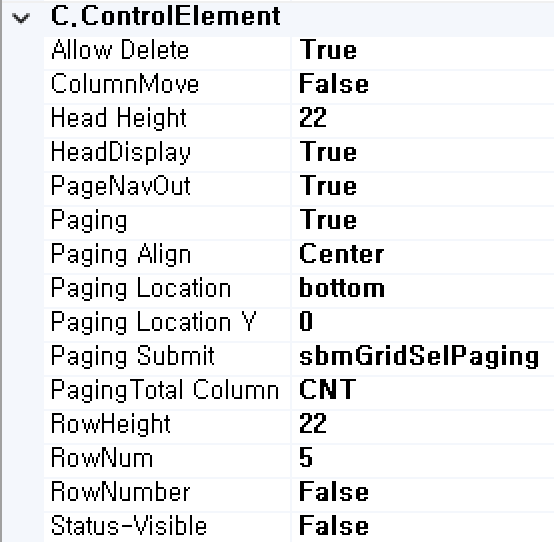 C.ControlElement
Allow Delete True
ColumnMove False
Head Height 22
HeadDisplay True
PageNavOut True
Paging True
Paging Align Center
Paging Location bottom
Paging Location Y 0
Paging Submit sbmGridSelPaging
PagingTotal Column CNT
RowHeight 22
RowNum 5
RowNumber False
Status-Visible False